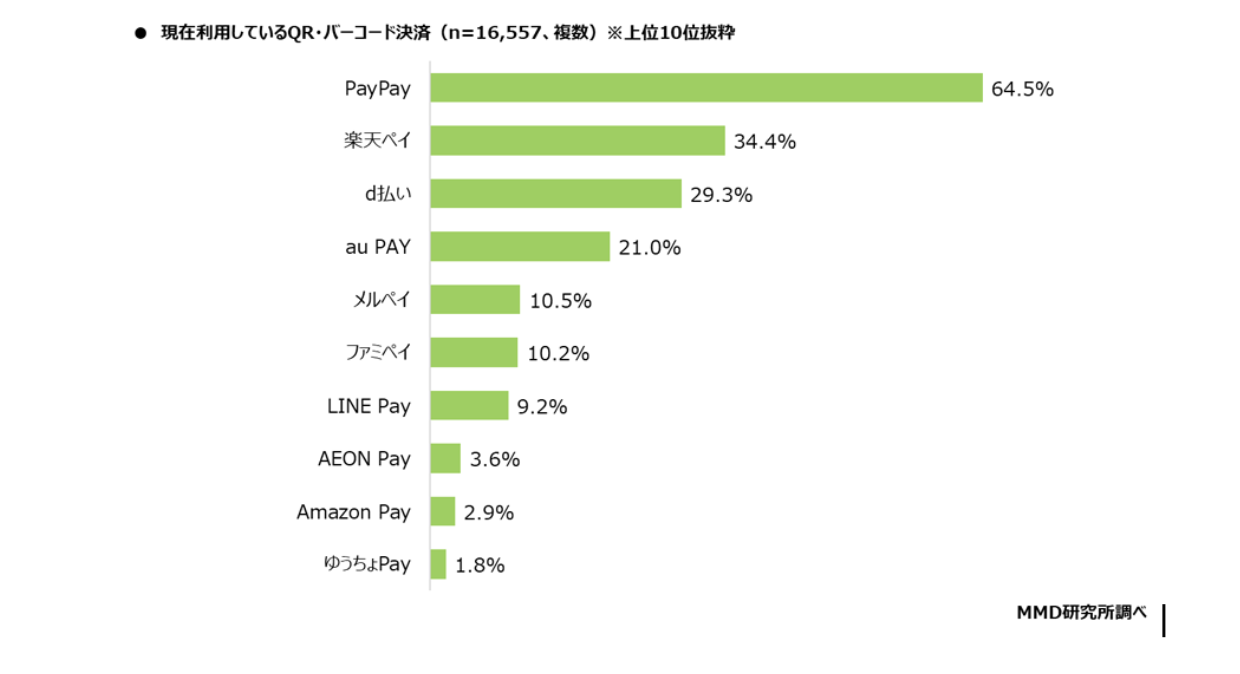 ● 現在利用しているQR・バーコード決済（n=16,557、複数）※上位10位抜粋
PayPay 64.5%
楽天ペイ 34.4%
d払い 29.3%
au PAY 21.0%
メルペイ 10.5%
ファミペイ 10.2%
LINE Pay 9.2%
AEON Pay 3.6%
Amazon Pay 2.9%
ゆうちょPay 1.8%
MMD研究所調べ